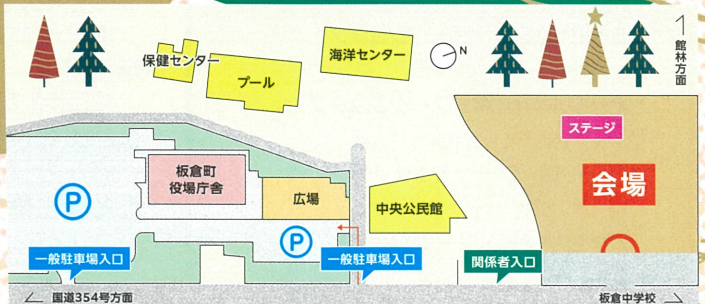 保健センター
プール
海洋センター
N
館林方面
ステージ
会場
板倉町
役場庁舎
広場
中央公民館
P
P
一般駐車場入口
一般駐車場入口
関係者入口
国道354号方面
板倉中学校